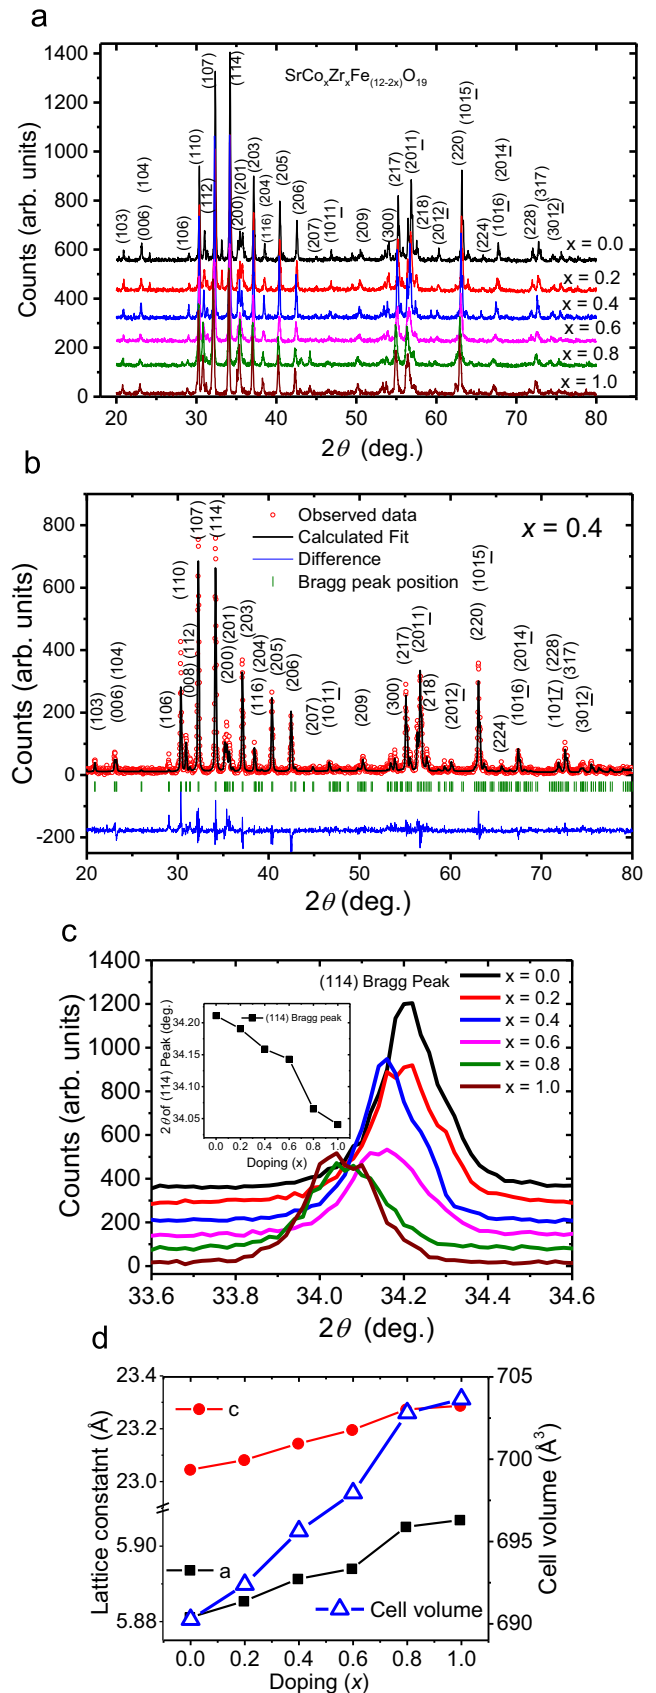 a
SrCoxZrxFe(12-2x)O19
(103)
(006)
(104)
(106)
(110)
(112)
(107)
(114)
(200)
(201)
(203)
(116)
(204)
(205)
(206)
(207)
(1011)
(209)
(300)
(217)
(2011)
(218)
(2012)
(220)
(1015)
(224)
(1016)
(2014)
(228)
(317)
(3012)
x = 0.0
x = 0.2
x = 0.4
x = 0.6
x = 0.8
x = 1.0
Counts (arb. units)
1400
1200
1000
800
600
400
200
0
20 30 40 50 60 70 80
2θ (deg.)
b
Observed data
Calculated Fit
Difference
Bragg peak position
x = 0.4
(103)
(006)
(104)
(106)
(110)
(008)
(112)
(107)
(114)
(200)
(201)
(203)
(116)
(204)
(205)
(206)
(207)
(1011)
(209)
(300)
(217)
(2011)
(218)
(2012)
(220)
(1015)
(224)
(1016)
(2014)
(1017)
(228)
(317)
(3012)
Counts (arb. units)
800
600
400
200
0
-200
20 30 40 50 60 70 80
2θ (deg.)
c
(114) Bragg Peak
x = 0.0
x = 0.2
x = 0.4
x = 0.6
x = 0.8
x = 1.0
(114) Bragg peak
2θ of (114) Peak (deg.)
34.20
34.15
34.10
34.05
0.0 0.2 0.4 0.6 0.8 1.0
Doping (x)
Counts (arb. units)
1400
1200
1000
800
600
400
200
0
33.6 33.8 34.0 34.2 34.4 34.6
2θ (deg.)
d
c
a
Cell volume
Lattice constatnt (Å)
23.4
23.2
23.0
5.90
5.88
Cell volume (Å3)
705
700
695
690
0.0 0.2 0.4 0.6 0.8 1.0
Doping (x)